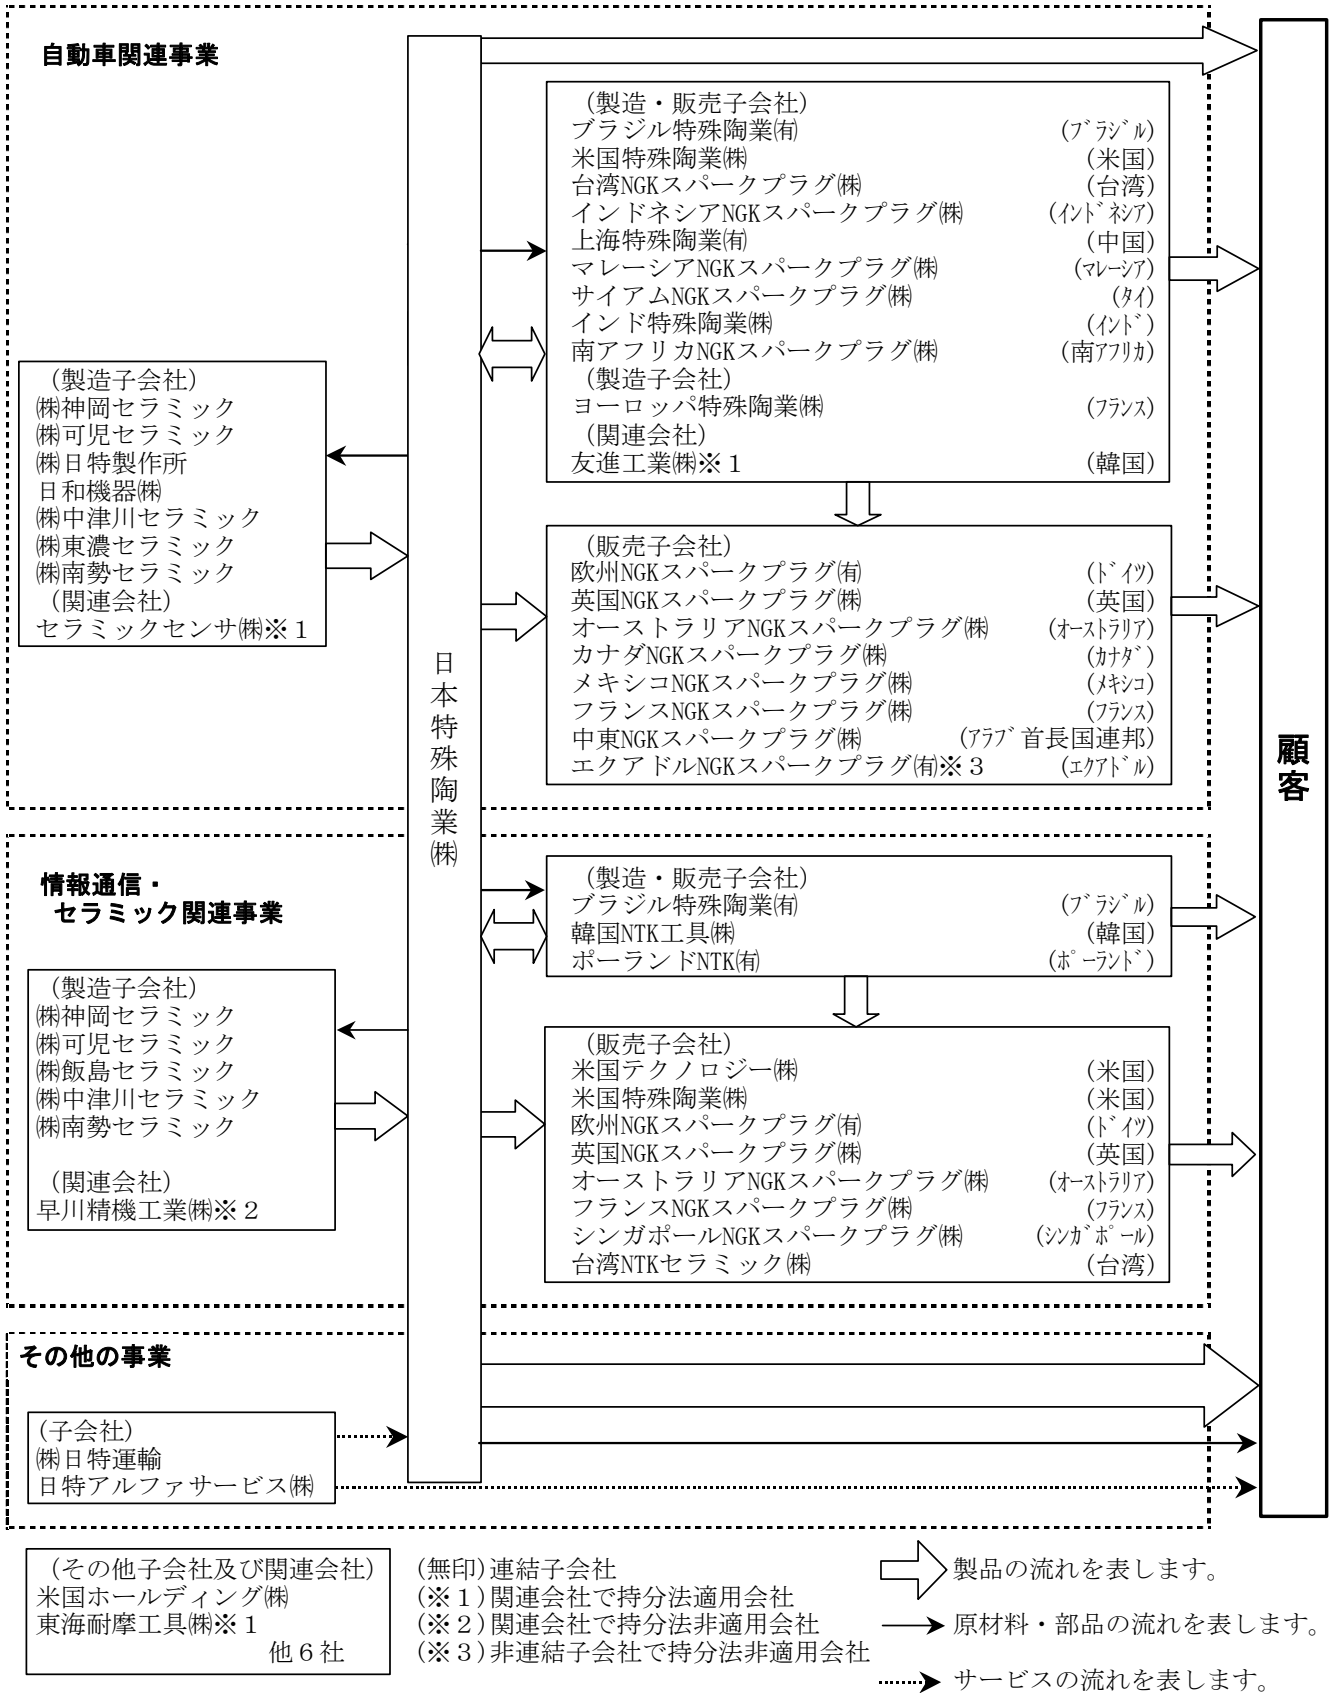 自動車関連事業
(製造・販売子会社)
ブラジル特殊陶業㈲ (ﾌﾞﾗｼﾞﾙ)
米国特殊陶業㈱ (米国)
台湾NGKスパークプラグ㈱ (台湾)
インドネシアNGKスパークプラグ㈱ (ｲﾝﾄﾞﾈｼｱ)
上海特殊陶業㈲ (中国)
マレーシアNGKスパークプラグ㈱ (ﾏﾚｰｼｱ)
サイアムNGKスパークプラグ㈱ (ﾀｲ)
インド特殊陶業㈱ (ｲﾝﾄﾞ)
南アフリカNGKスパークプラグ㈱ (南ｱﾌﾘｶ)
(製造子会社)
ヨーロッパ特殊陶業㈱ (ﾌﾗﾝｽ)
(関連会社)
友進工業㈱※１ (韓国)
(製造子会社)
㈱神岡セラミック
㈱可児セラミック
㈱日特製作所
日和機器㈱
㈱中津川セラミック
㈱東濃セラミック
㈱南勢セラミック
(関連会社)
セラミックセンサ㈱※１
(販売子会社)
欧州NGKスパークプラグ㈲ (ﾄﾞｲﾂ)
英国NGKスパークプラグ㈱ (英国)
オーストラリアNGKスパークプラグ㈱ (ｵｰｽﾄﾗﾘｱ)
カナダNGKスパークプラグ㈱ (ｶﾅﾀﾞ)
メキシコNGKスパークプラグ㈱ (ﾒｷｼｺ)
フランスNGKスパークプラグ㈱ (ﾌﾗﾝｽ)
中東NGKスパークプラグ㈱ (ｱﾗﾌﾞ首長国連邦)
エクアドルNGKスパークプラグ㈲※３ (ｴｸｱﾄﾞﾙ)
日本特殊陶業㈱
顧客
情報通信・
セラミック関連事業
(製造・販売子会社)
ブラジル特殊陶業㈲ (ﾌﾞﾗｼﾞﾙ)
韓国NTK工具㈱ (韓国)
ポーランドNTK㈲ (ﾎﾟｰﾗﾝﾄﾞ)
(製造子会社)
㈱神岡セラミック
㈱可児セラミック
㈱飯島セラミック
㈱中津川セラミック
㈱南勢セラミック
(関連会社)
早川精機工業㈱※２
(販売子会社)
米国テクノロジー㈱ (米国)
米国特殊陶業㈱ (米国)
欧州NGKスパークプラグ㈲ (ﾄﾞｲﾂ)
英国NGKスパークプラグ㈱ (英国)
オーストラリアNGKスパークプラグ㈱ (ｵｰｽﾄﾗﾘｱ)
フランスNGKスパークプラグ㈱ (ﾌﾗﾝｽ)
シンガポールNGKスパークプラグ㈱ (ｼﾝｶﾞﾎﾟｰﾙ)
台湾NTKセラミック㈱ (台湾)
その他の事業
(子会社)
㈱日特運輸
日特アルファサービス㈱
(その他子会社及び関連会社)
米国ホールディング㈱
東海耐摩工具㈱※１
他６社
(無印)連結子会社
(※１)関連会社で持分法適用会社
(※２)関連会社で持分法非適用会社
(※３)非連結子会社で持分法非適用会社
製品の流れを表します。
原材料・部品の流れを表します。
サービスの流れを表します。